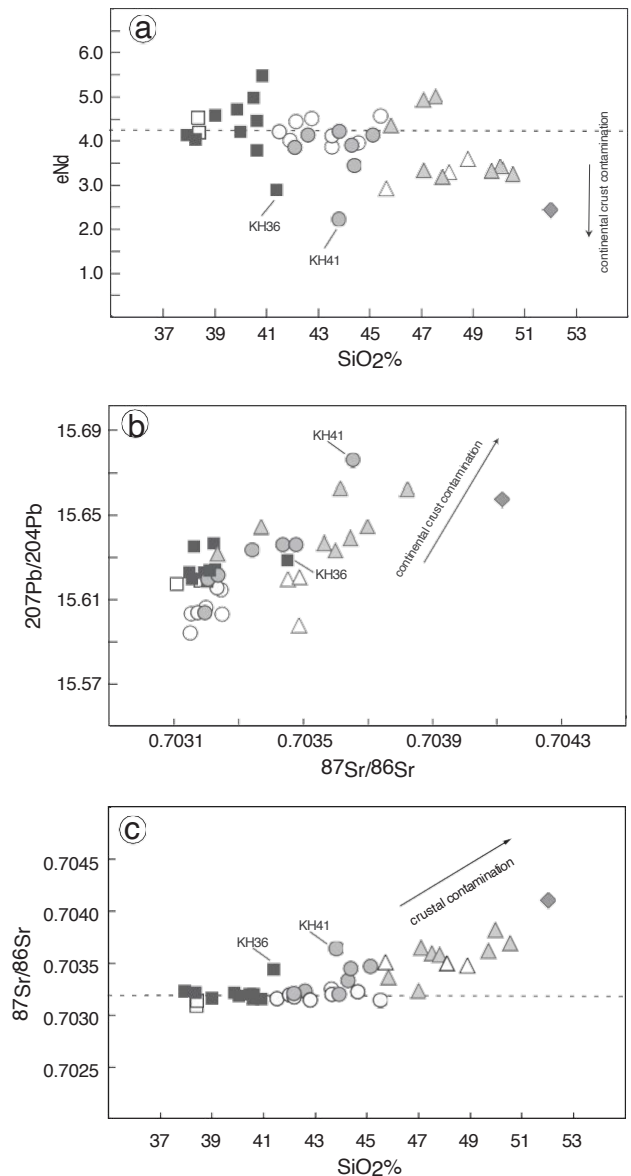 a
6.0
5.0
4.0
3.0
2.0
1.0
eNd
KH36
KH41
continental crust contamination
37 39 41 43 45 47 49 51 53
SiO2%
b
15.69
15.65
15.61
15.57
207Pb/204Pb
KH41
KH36
continental crust contamination
0.7031 0.7035 0.7039 0.7043
87Sr/86Sr
c
0.7045
0.7040
0.7035
0.7030
0.7025
87Sr/86Sr
KH36
KH41
crustal contamination
37 39 41 43 45 47 49 51 53
SiO2%